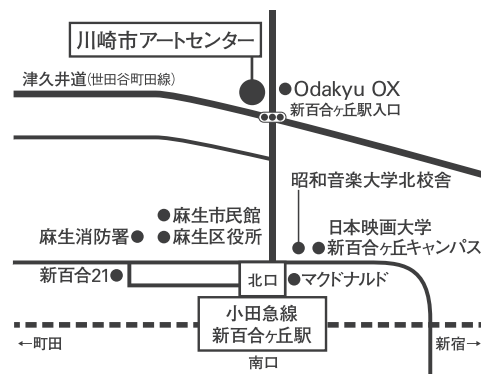 川崎市アートセンター
津久井道(世田谷町田線)
Odakyu OX
新百合ヶ丘駅入口
昭和音楽大学北校舎
麻生市民館
日本映画大学
麻生消防署
麻生区役所
新百合ヶ丘キャンパス
新百合21
北口
マクドナルド
小田急線
新百合ヶ丘駅
←町田
新宿→
南口